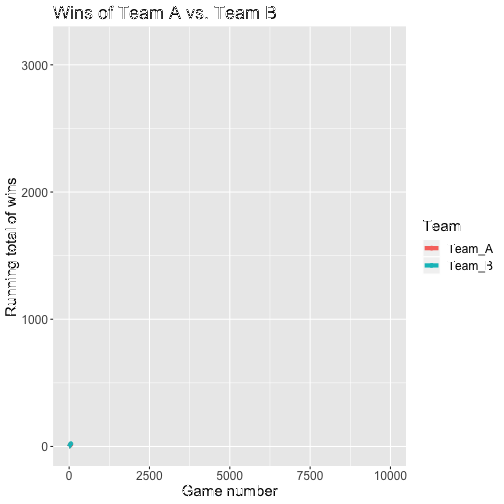 Wins of Team A vs. Team B
3000
2000
1000
0
Running total of wins
0 2500 5000 7500 10000
Game number
Team
Team_A
Team_B